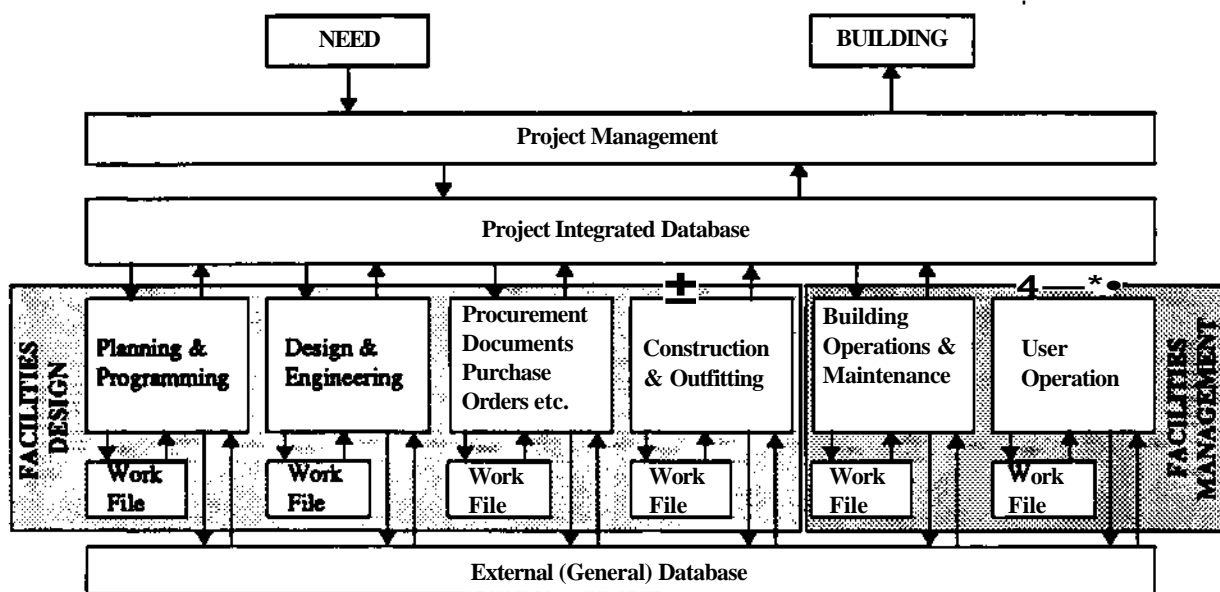 NEED
BUILDING
Project Management
Project Integrated Database
±
4—*•
FACILITIES
DESIGN
Planning &
Programming
Design &
Engineering
Procurement
Documents
Purchase
Orders etc.
Construction
& Outfitting
Building
Operations &
Maintenance
User
Operation
FACILITIES
MANAGEMENT
Work
File
Work
File
Work
File
Work
File
Work
File
Work
File
External (General) Database